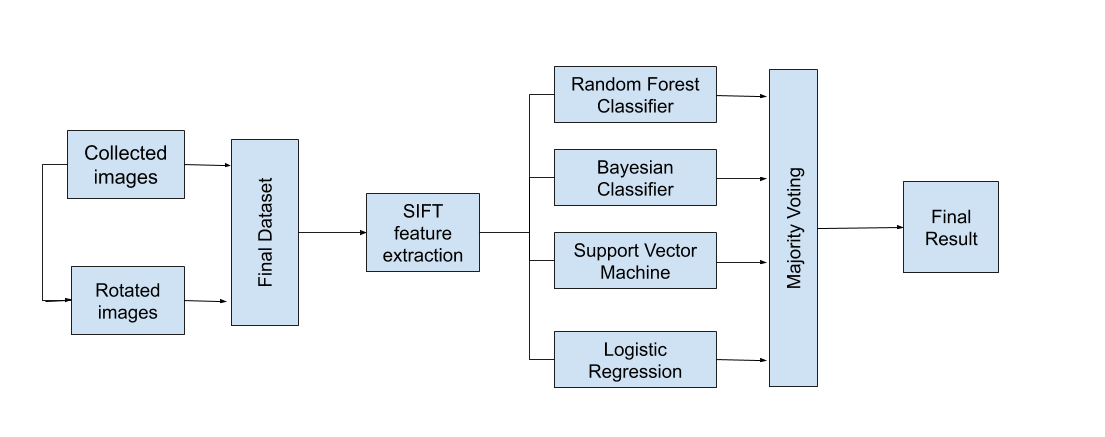 Collected
images
Rotated
images
Final Dataset
SIFT
feature
extraction
Random Forest
Classifier
Bayesian
Classifier
Support Vector
Machine
Logistic
Regression
Majority Voting
Final
Result